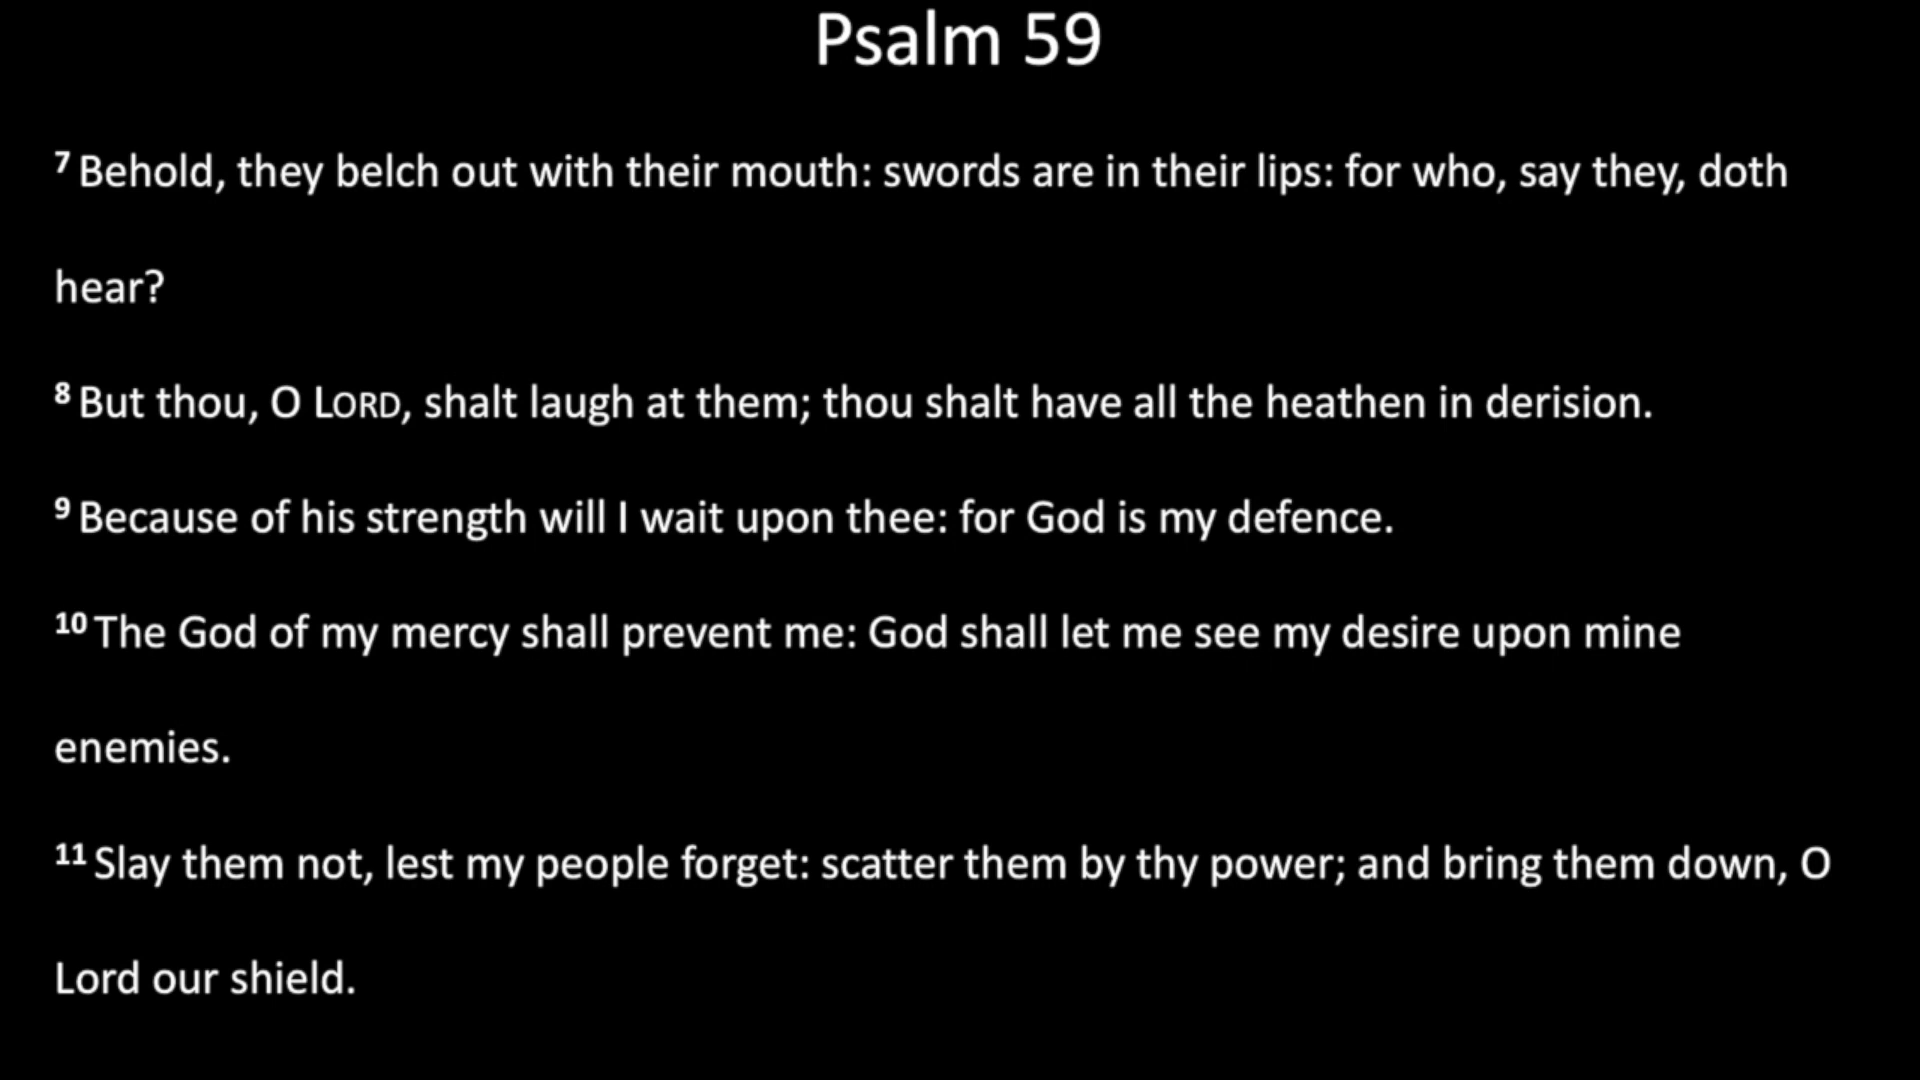 Psalm 59
7 Behold, they belch out with their mouth: swords are in their lips: for who, say they, doth
hear?
8 But thou, O LORD, shalt laugh at them; thou shalt have all the heathen in derision.
9 Because of his strength will I wait upon thee: for God is my defence.
10 The God of my mercy shall prevent me: God shall let me see my desire upon mine
enemies.
11 Slay them not, lest my people forget: scatter them by thy power; and bring them down, O
Lord our shield.